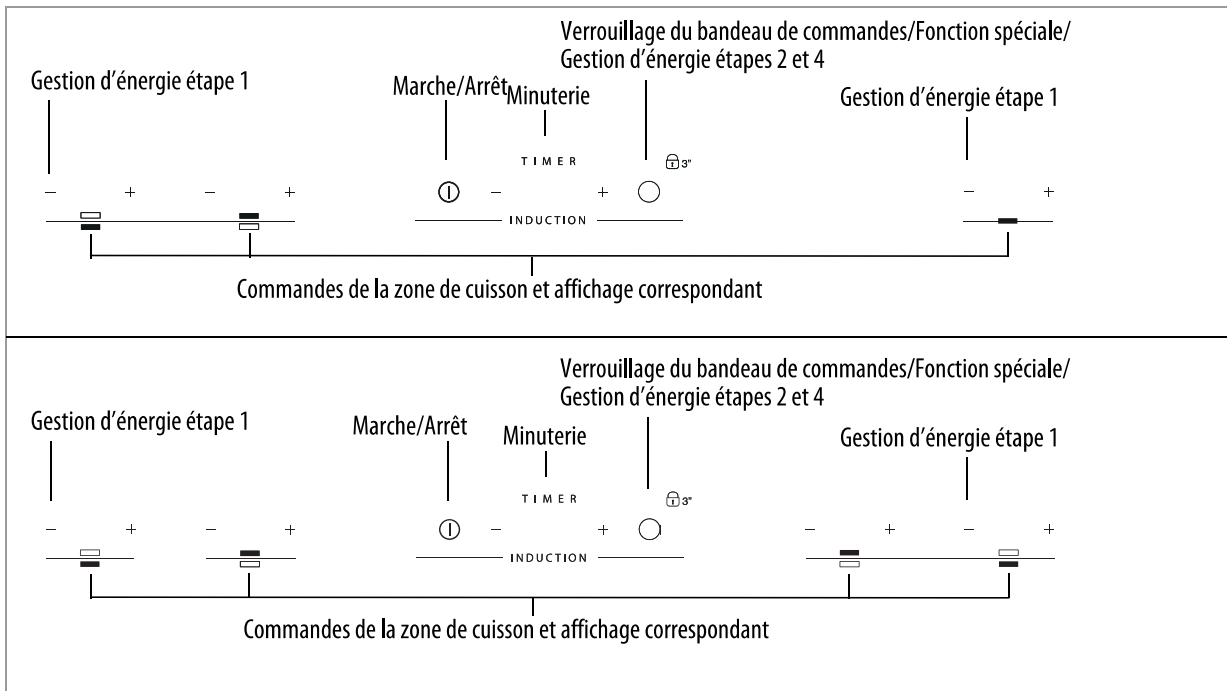 Verrouillage du bandeau de commandes/Fonction spéciale/
Gestion d'énergie étapes 2 et 4
Gestion d'énergie étape 1
Marche/Arrêt
Minuterie
Gestion d'énergie étape 1
TIMER
3"
− + − + − + − +
INDUCTION
Commandes de la zone de cuisson et affichage correspondant
Verrouillage du bandeau de commandes/Fonction spéciale/
Gestion d'énergie étapes 2 et 4
Gestion d'énergie étape 1
Marche/Arrêt
Minuterie
Gestion d'énergie étape 1
TIMER
3"
− + − + − + − + − +
INDUCTION
Commandes de la zone de cuisson et affichage correspondant